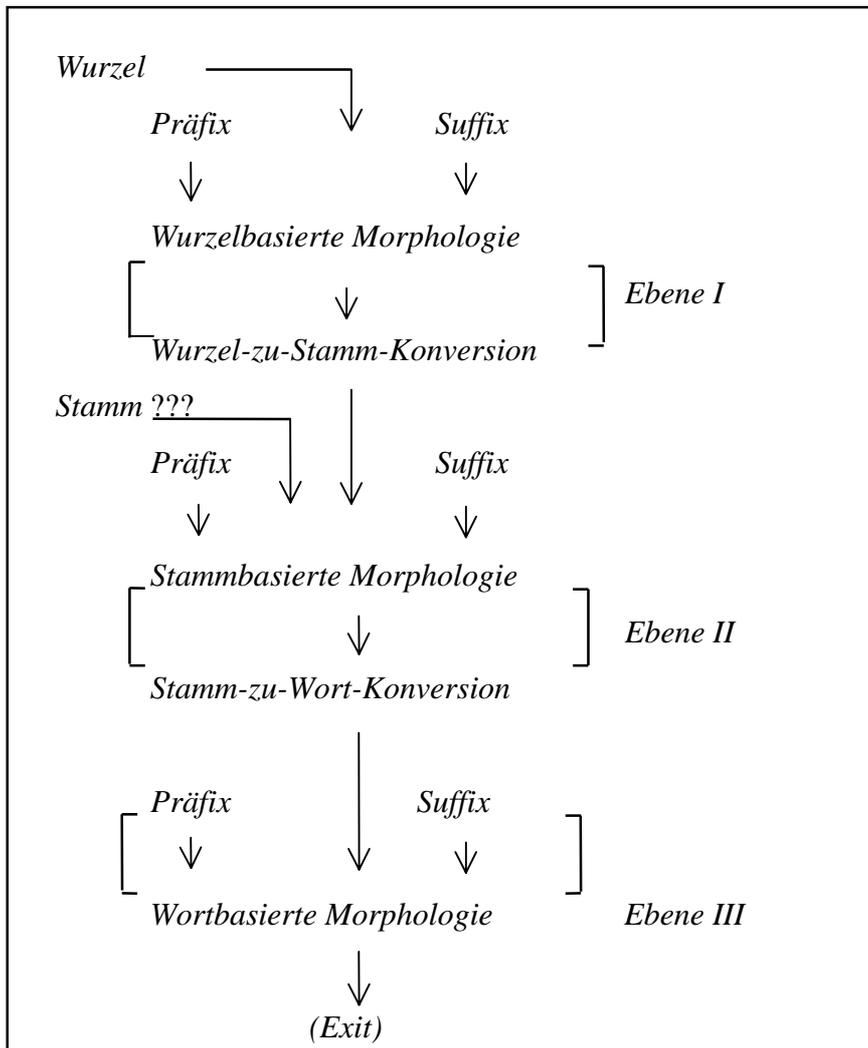 Wurzel
Präfix Suffix
Wurzelbasierte Morphologie
Ebene I
Wurzel-zu-Stamm-Konversion
Stamm ???
Präfix Suffix
Stammbasierte Morphologie
Ebene II
Stamm-zu-Wort-Konversion
Präfix Suffix
Wortbasierte Morphologie Ebene III
(Exit)